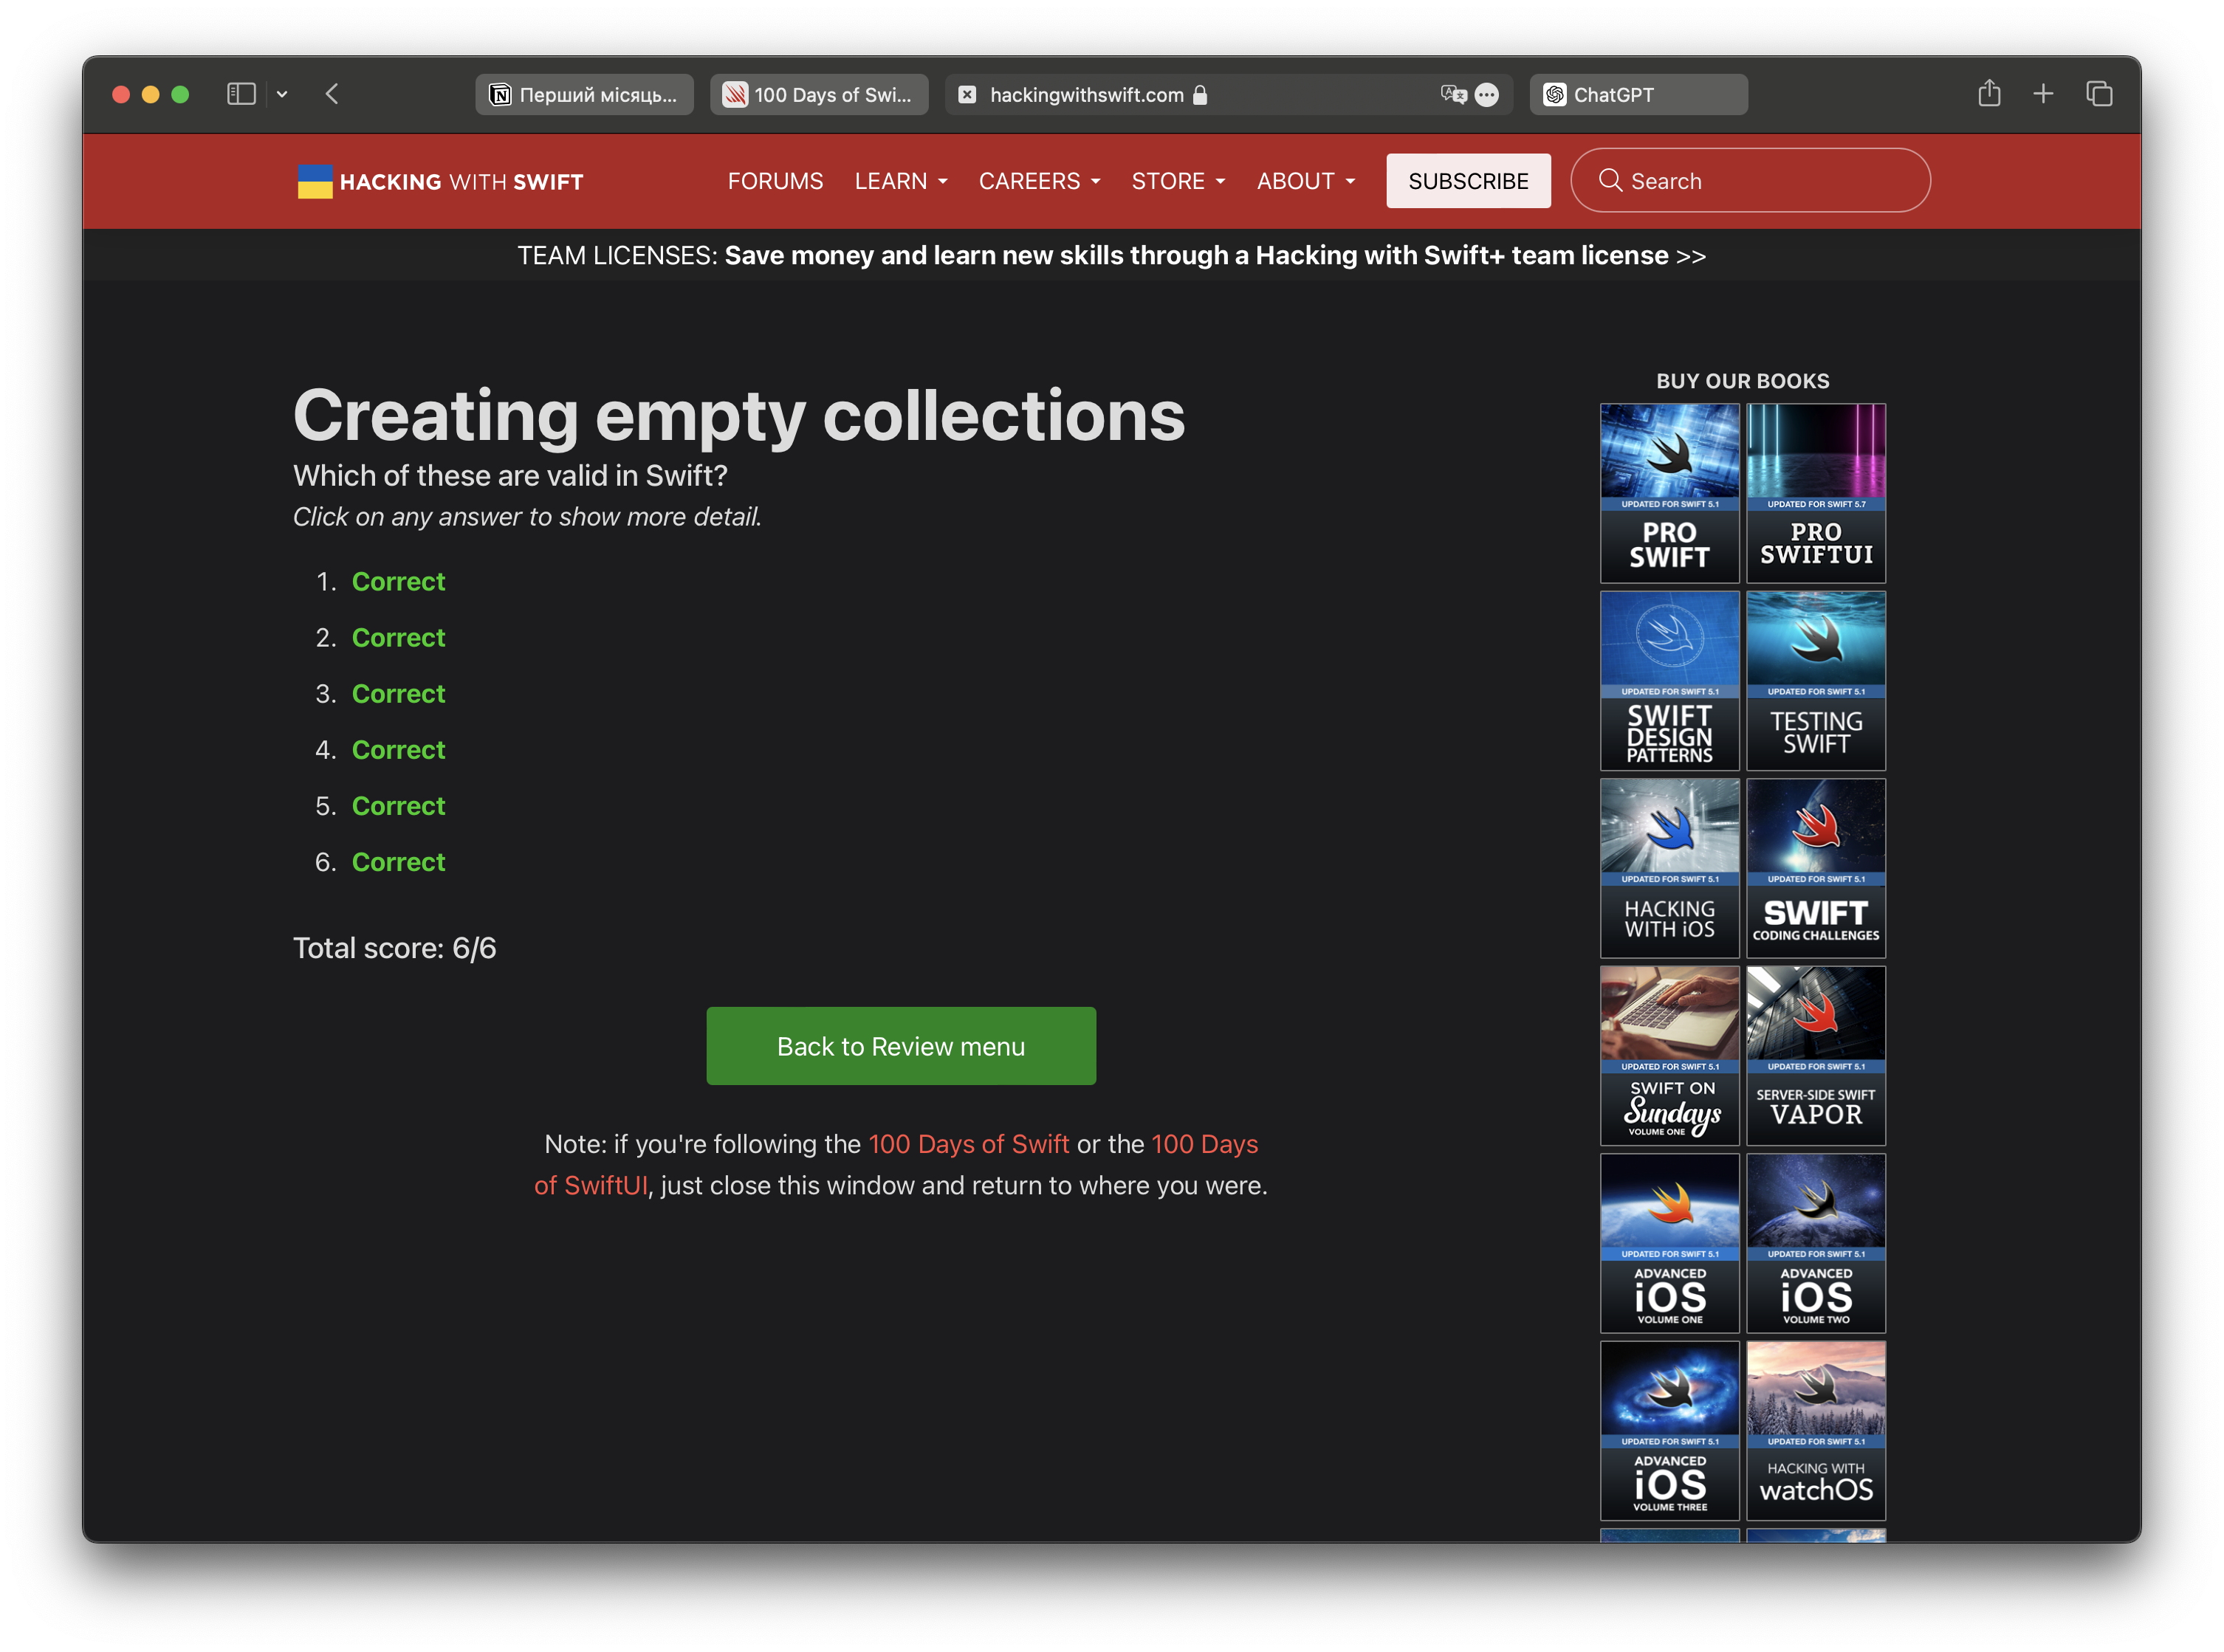 Перший місяць...
100 Days of Swi...
hackingwithswift.com
ChatGPT
HACKING WITH SWIFT
FORUMS
LEARN
CAREERS
STORE
ABOUT
SUBSCRIBE
Search
TEAM LICENSES: Save money and learn new skills through a Hacking with Swift+ team license >>
Creating empty collections
Which of these are valid in Swift?
Click on any answer to show more detail.
1. Correct
2. Correct
3. Correct
4. Correct
5. Correct
6. Correct
Total score: 6/6
Back to Review menu
Note: if you're following the 100 Days of Swift or the 100 Days
of SwiftUI, just close this window and return to where you were.
BUY OUR BOOKS
UPDATED FOR SWIFT 5.1
PRO
SWIFT
UPDATED FOR SWIFT 5.7
PRO
SWIFTUI
UPDATED FOR SWIFT 5.1
SWIFT
DESIGN
PATTERNS
UPDATED FOR SWIFT 5.1
TESTING
SWIFT
UPDATED FOR SWIFT 5.1
HACKING
WITH iOS
UPDATED FOR SWIFT 5.1
SWIFT
CODING CHALLENGES
UPDATED FOR SWIFT 5.1
SWIFT ON
Sundays
VOLUME ONE
UPDATED FOR SWIFT 5.1
SERVER-SIDE SWIFT
VAPOR
UPDATED FOR SWIFT 5.1
ADVANCED
iOS
VOLUME ONE
UPDATED FOR SWIFT 5.1
ADVANCED
iOS
VOLUME TWO
UPDATED FOR SWIFT 5.1
ADVANCED
iOS
VOLUME THREE
UPDATED FOR SWIFT 5.1
HACKING WITH
watchOS